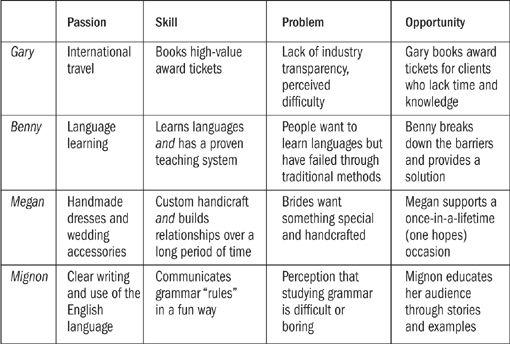 Passion Skill Problem Opportunity
Gary International Books high-value Lack of industry Gary books award
travel award tickets transparency, tickets for clients
perceived who lack time and
difficulty knowledge
Benny Language Learns languages People want to Benny breaks
learning and has a proven learn languages but down the barriers
teaching system have failed through and provides a
traditional methods solution
Megan Handmade Custom handicraft Brides want Megan supports a
dresses and and builds something special once-in-a-lifetime
wedding relationships over a and handcrafted (one hopes)
accessories long period of time occasion
Mignon Clear writing Communicates Perception that Mignon educates
and use of the grammar “rules” studying grammar her audience
English in a fun way is difficult or through stories
language boring and examples